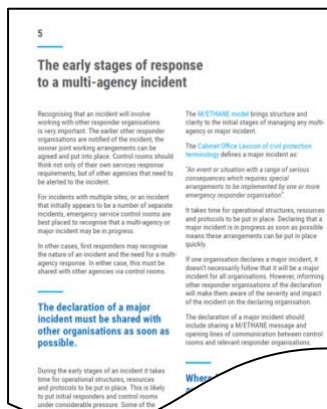 5
The early stages of response
to a multi-agency incident
Recognising that an incident will involve
working with other responder organisations
is very important. The earlier other responder
organisations are notified of the incident, the
sooner joint working arrangements can be
agreed and put into place. Control rooms should
think not only of their own services response
requirements, but of other agencies that need to
be alerted to the incident.
For incidents with multiple sites, or an incident
that initially appears to be a number of separate
incidents, emergency service control rooms are
best placed to recognise that a multi-agency or
major incident may be in progress.
In other cases, first responders may recognise
the nature of an incident and the need for a multi-
agency response. In either case, this must be
shared with other agencies via control rooms.
The declaration of a major
incident must be shared with
other organisations as soon as
possible.
During the early stages of an incident it takes
time for operational structures, resources
and protocols to be put in place. This is likely
to put initial responders and control rooms
under considerable pressure. Some of the
The M/ETHANE model brings structure and
clarity to the initial stages of managing any multi-
agency or major incident.
The Cabinet Office Lexicon of civil protection
terminology defines a major incident as:
"An event or situation with a range of serious
consequences which requires special
arrangements to be implemented by one or more
emergency responder organisation".
It takes time for operational structures, resources
and protocols to be put in place. Declaring that a
major incident is in progress as soon as possible
means these arrangements can be put in place
quickly.
If one organisation declares a major incident, it
doesn't necessarily follow that it will be a major
incident for all organisations. However, informing
other responder organisations of the declaration
will make them aware of the severity and impact
of the incident on the declaring organisation.
The declaration of a major incident should
include sharing a M/ETHANE message and
opening lines of communication between control
rooms and relevant responder organisations.